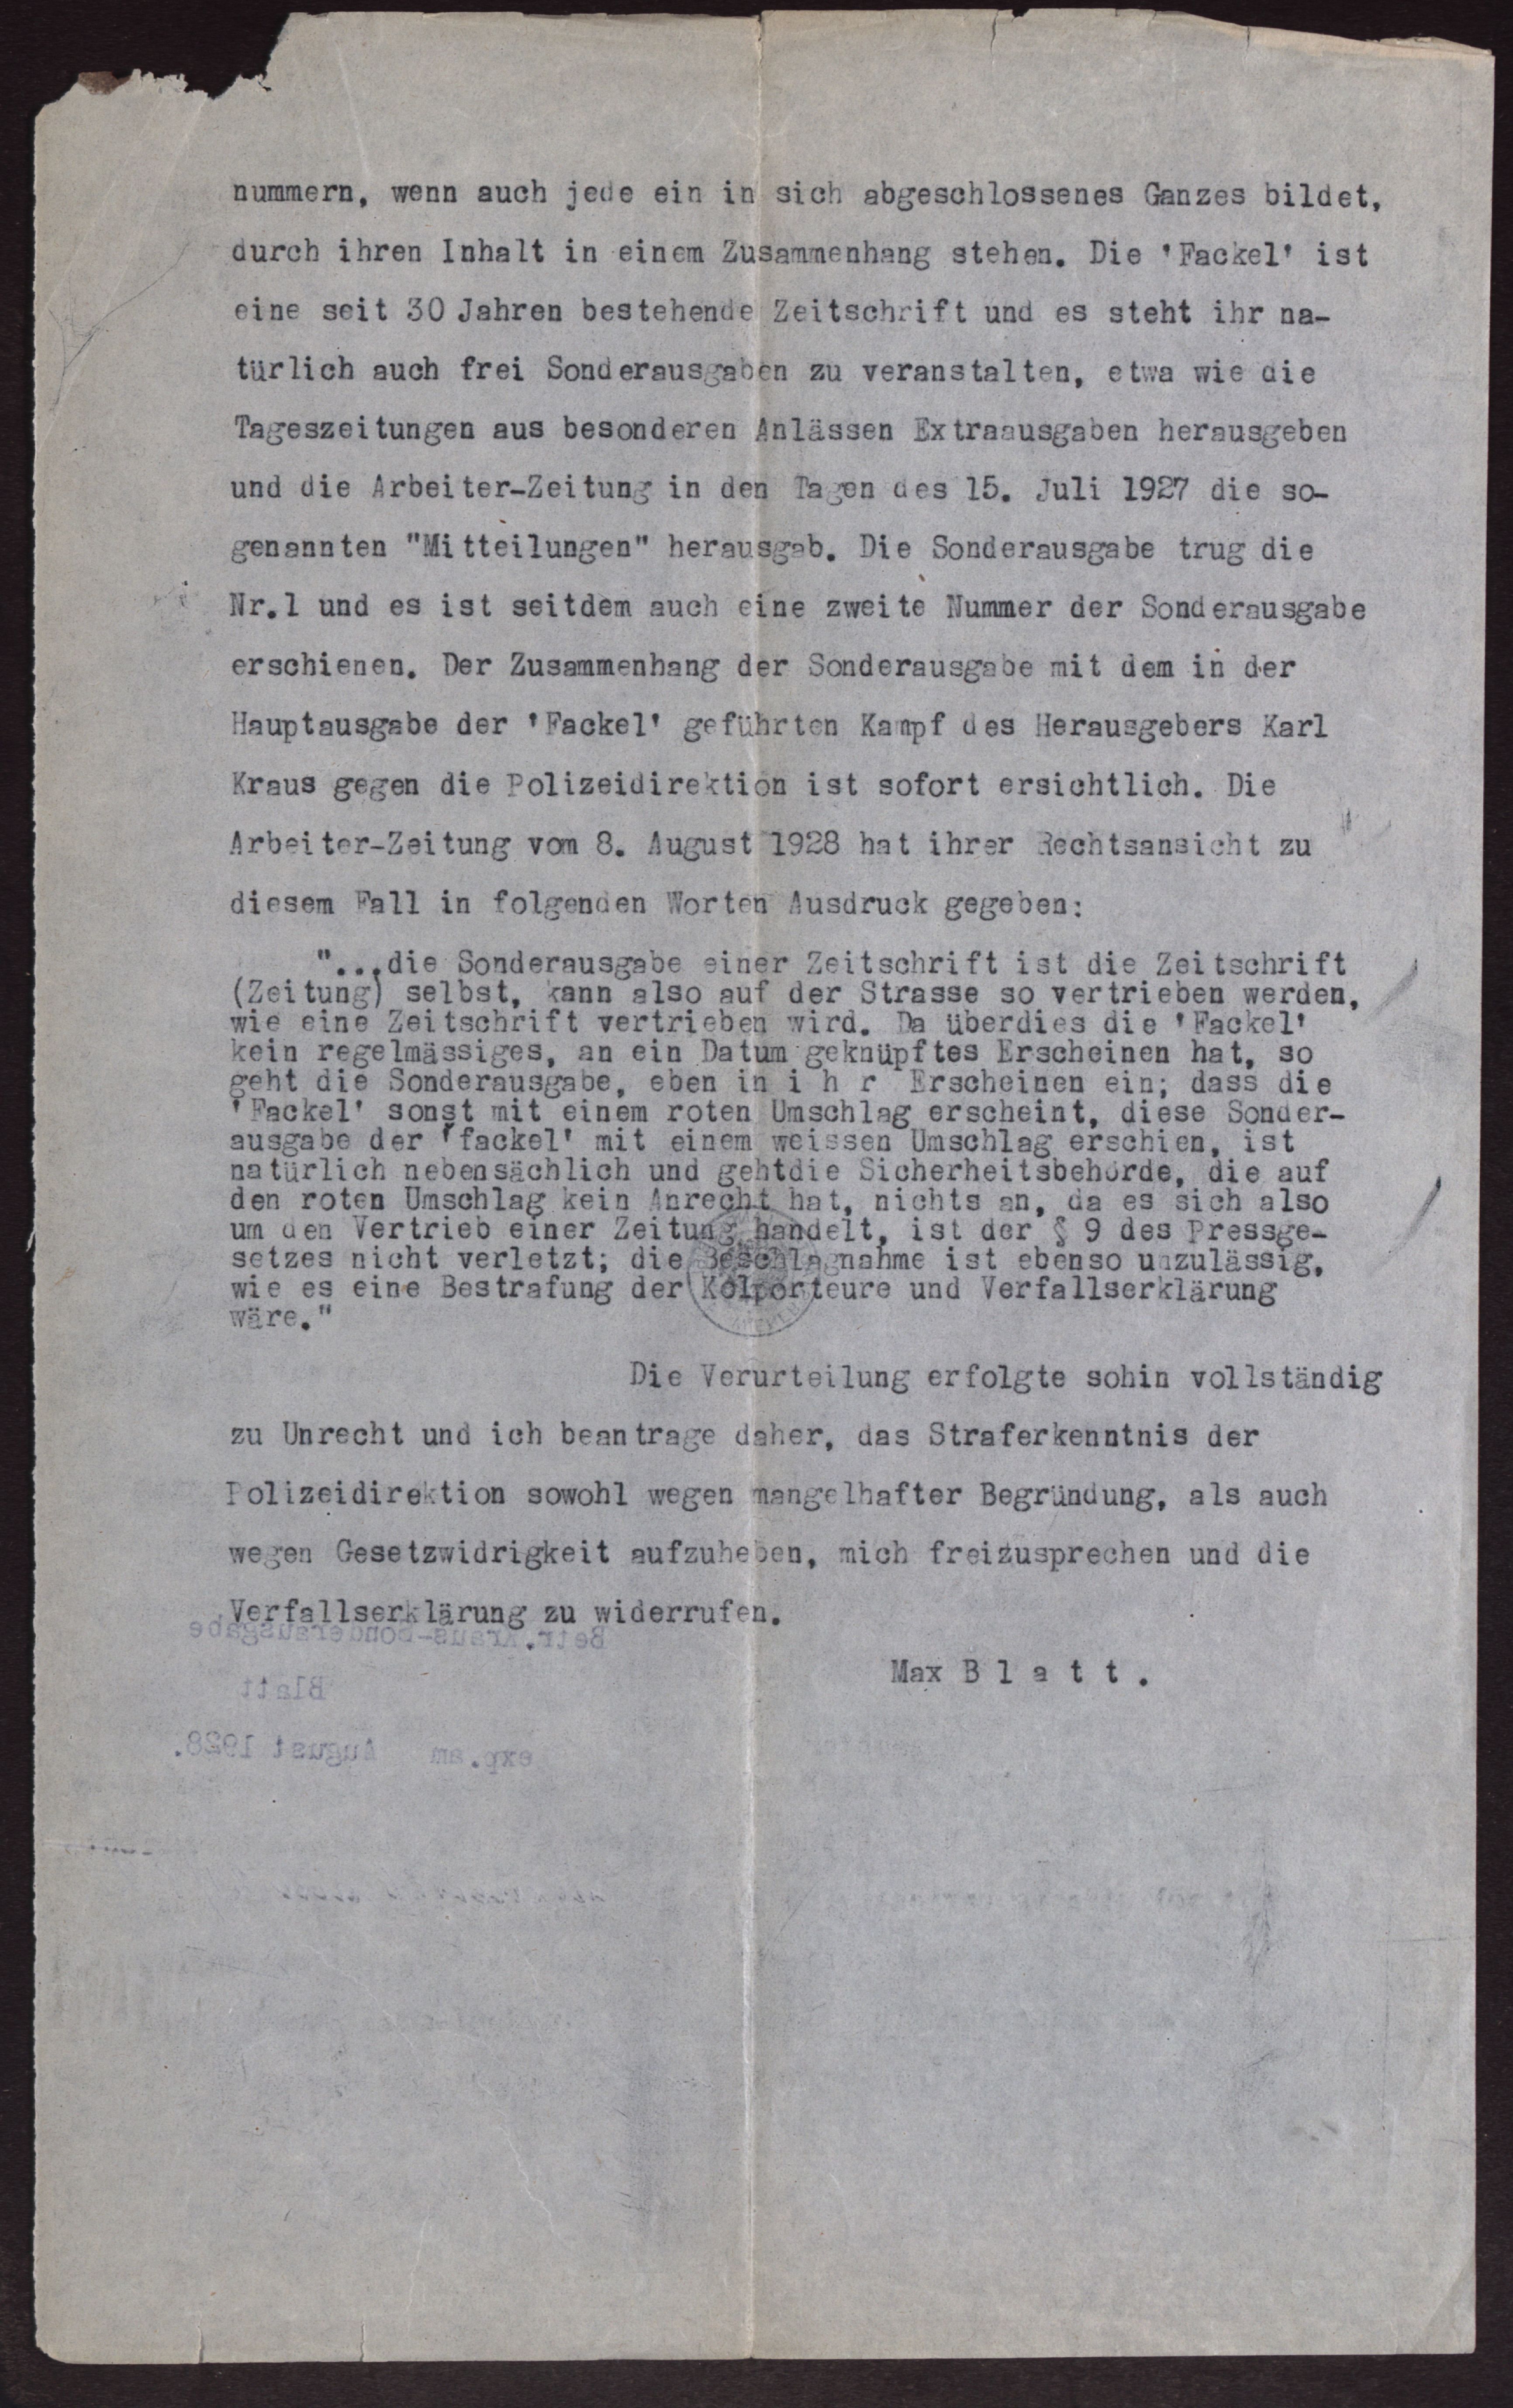 nummern, wenn auch jede ein in sich abgeschlossenes Ganzes bildet,
durch ihren Inhalt in einem Zusammenhang stehen. Die 'Fackel' ist
eine seit 30 Jahren bestehende Zeitschrift und es steht ihr na-
türlich auch frei Sonderausgaben zu veranstalten, etwa wie die
Tageszeitungen aus besonderen Anlässen Extraausgaben herausgeben
und die Arbeiter-Zeitung in den Tagen des 15. Juli 1927 die so-
genannten "Mitteilungen" herausgab. Die Sonderausgabe trug die
Nr.1 und es ist seitdem auch eine zweite Nummer der Sonderausgabe
erschienen. Der Zusammenhang der Sonderausgabe mit dem in der
Hauptausgabe der 'Fackel' geführten Kampf des Herausgebers Karl
Kraus gegen die Polizeidirektion ist sofort ersichtlich. Die
Arbeiter-Zeitung vom 8. August 1928 hat ihrer Rechtsansicht zu
diesem Fall in folgenden Worten Ausdruck gegeben:
"...die Sonderausgabe einer Zeitschrift ist die Zeitschrift
(Zeitung) selbst, kann also auf der Strasse so vertrieben werden,
wie eine Zeitschrift vertrieben wird. Da überdies die 'Fackel'
kein regelmässiges, an ein Datum geknüpftes Erscheinen hat, so
geht die Sonderausgabe, eben in i h r Erscheinen ein; dass die
'Fackel' sonst mit einem roten Umschlag erscheint, diese Sonder-
ausgabe der 'fackel' mit einem weissen Umschlag erschien, ist
natürlich nebensächlich und gehtdie Sicherheitsbehörde, die auf
den roten Umschlag kein Anrecht hat, nichts an, da es sich also
um den Vertrieb einer Zeitung handelt, ist der § 9 des Pressge-
setzes nicht verletzt; die Beschlagnahme ist ebenso unzulässig,
wie es eine Bestrafung der Kolporteure und Verfallserklärung
wäre."
Die Verurteilung erfolgte sohin vollständig
zu Unrecht und ich beantrage daher, das Straferkenntnis der
Polizeidirektion sowohl wegen mangelhafter Begründung, als auch
wegen Gesetzwidrigkeit aufzuheben, mich freizusprechen und die
Verfallserklärung zu widerrufen.
Betr.Kraus-Sonderausgabe
Max B l a t t .
Blatt
exp.am August 1928.